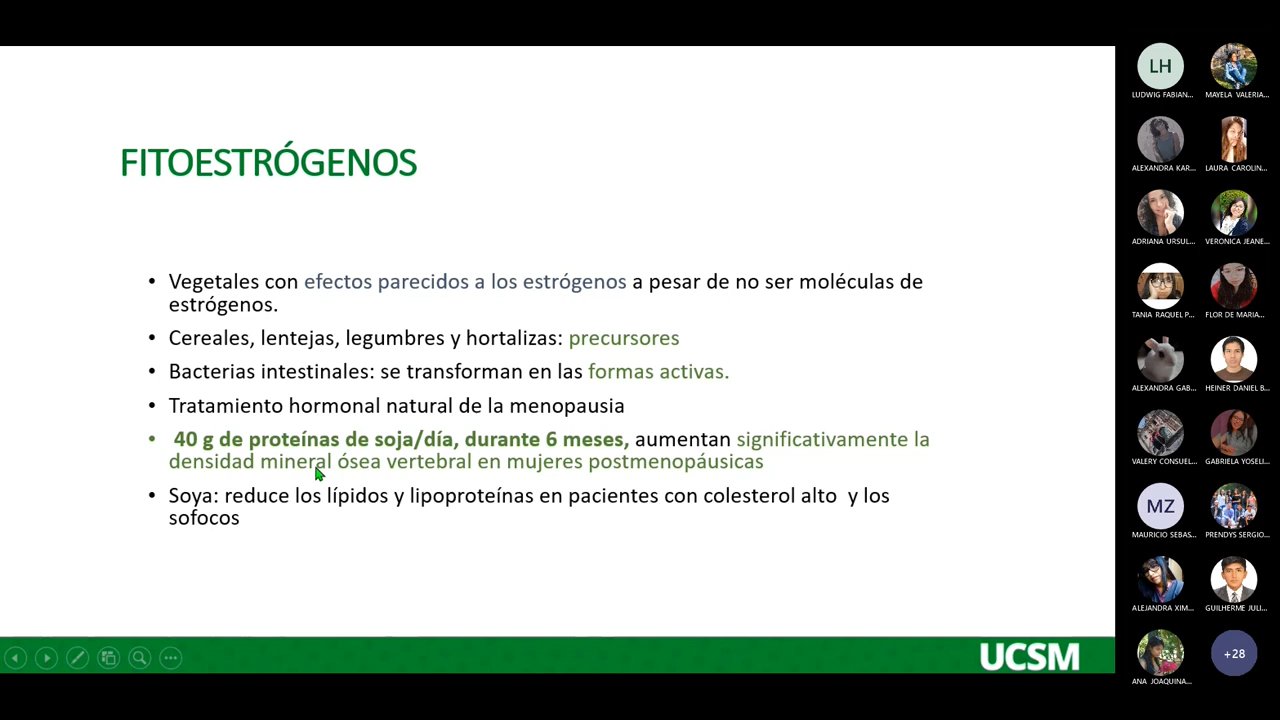 FITOESTRÓGENOS
• Vegetales con efectos parecidos a los estrógenos a pesar de no ser moléculas de
estrógenos.
• Cereales, lentejas, legumbres y hortalizas: precursores
• Bacterias intestinales: se transforman en las formas activas.
• Tratamiento hormonal natural de la menopausia
• 40 g de proteínas de soja/día, durante 6 meses, aumentan significativamente la
densidad mineral ósea vertebral en mujeres postmenopáusicas
• Soya: reduce los lípidos y lipoproteínas en pacientes con colesterol alto y los
sofocos
UCSM
LH
LUDWIG FABIAN...
MAYELA VALERIA...
ALEXANDRA KAR...
LAURA CAROLIN...
ADRIANA URSUL...
VERONICA JEANE...
TANIA RAQUEL P...
FLOR DE MARIA...
ALEXANDRA GAB...
HEINER DANIEL B...
VALERY CONSUEL...
GABRIELA YOSELI...
MZ
MAURICIO SEBAS...
PRENDYS SERGIO...
ALEJANDRA XIM...
GUILHERME JULI...
ANA JOAQUINA...
+28